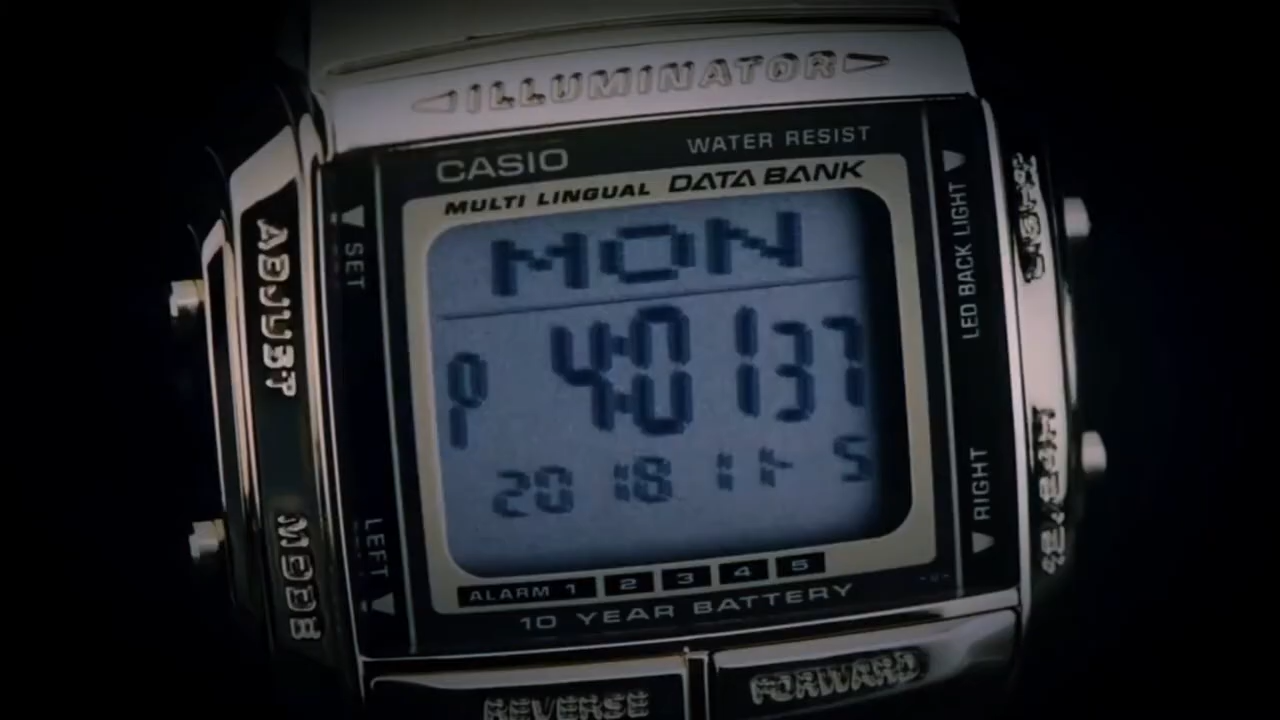 ILLUMINATOR
CASIO WATER RESIST
MULTI LINGUAL DATA BANK
SET
ADJUST
LED BACK LIGHT
LIGHT
MON
P 4:01 37
2018 11- 5
LEFT
MODE
RIGHT
ALARM 1 2 3 4 5
10 YEAR BATTERY
REVERSE FORWARD